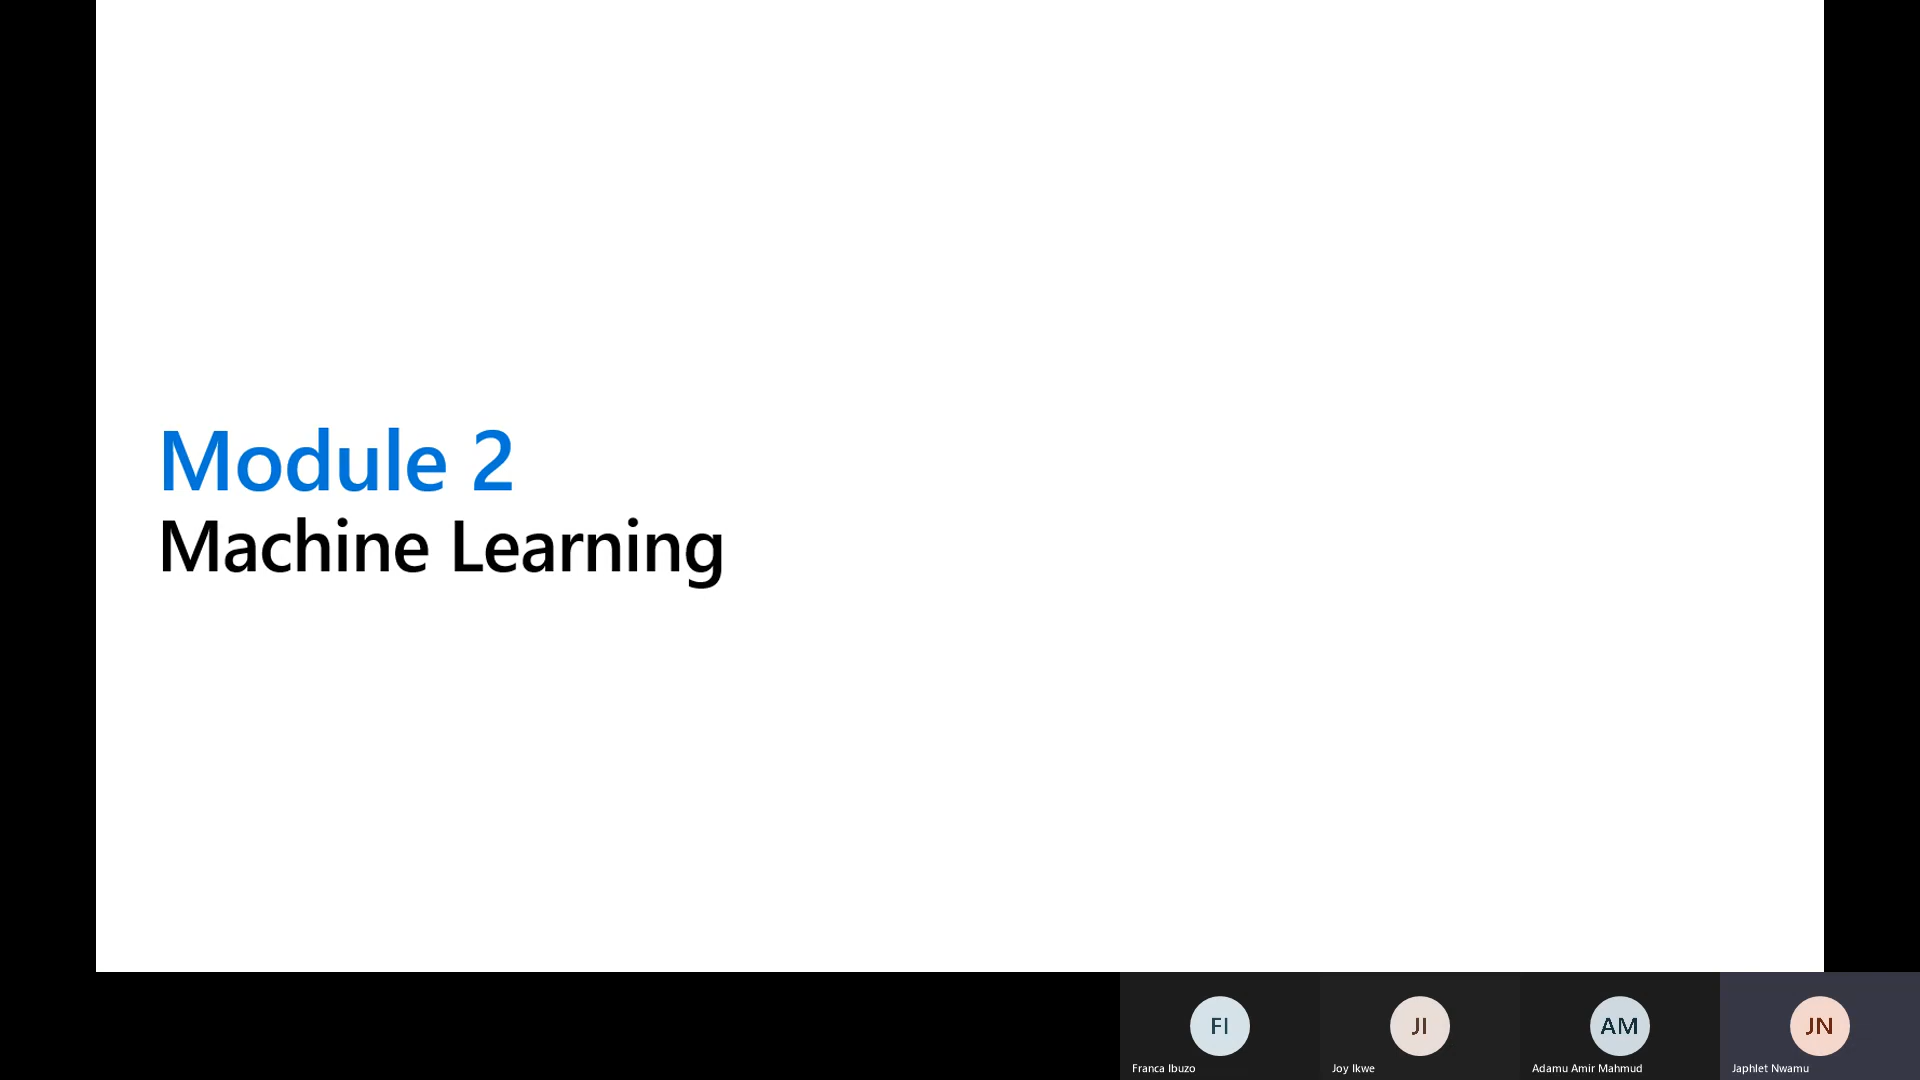 Module 2
Machine Learning
FI
JI
AM
JN
Franca Ibuzo
Joy Ikwe
Adamu Amir Mahmud
Japhlet Nwamu